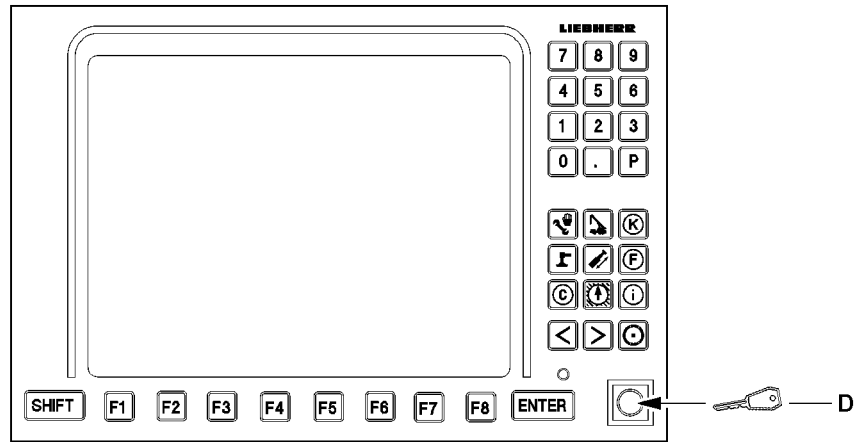 LIEBHERR
7 8 9
4 5 6
1 2 3
0 . P
K
F
C i
< >
SHIFT F1 F2 F3 F4 F5 F6 F7 F8 ENTER
D